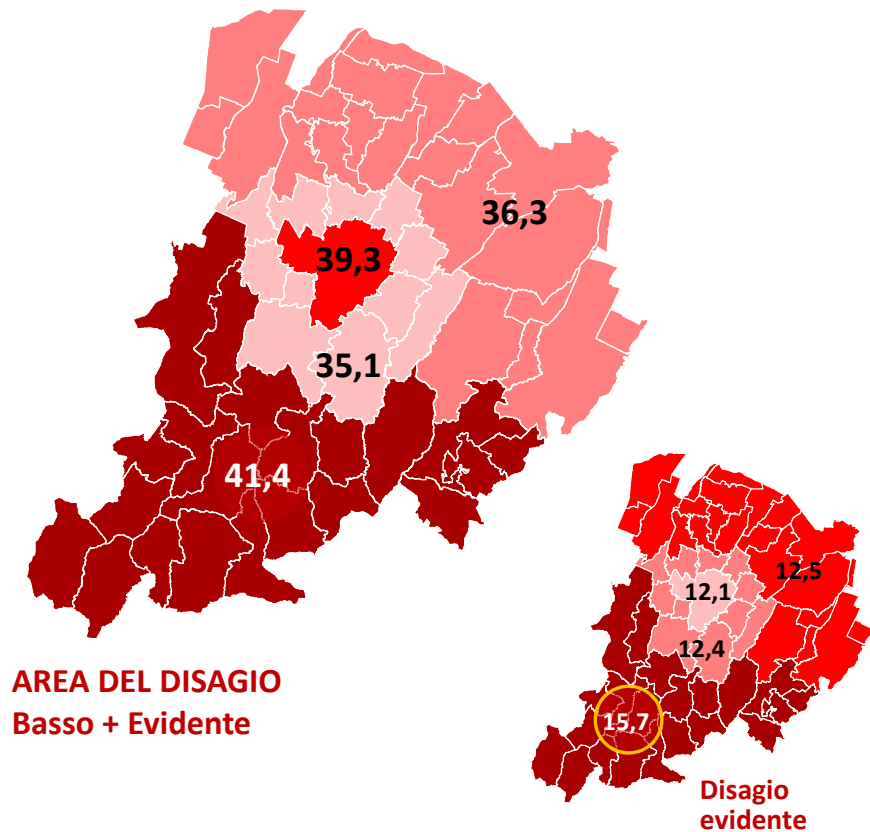 36,3
39,3
35,1
41,4
AREA DEL DISAGIO
Basso + Evidente
12,5
12,1
12,4
15,7
Disagio
evidente